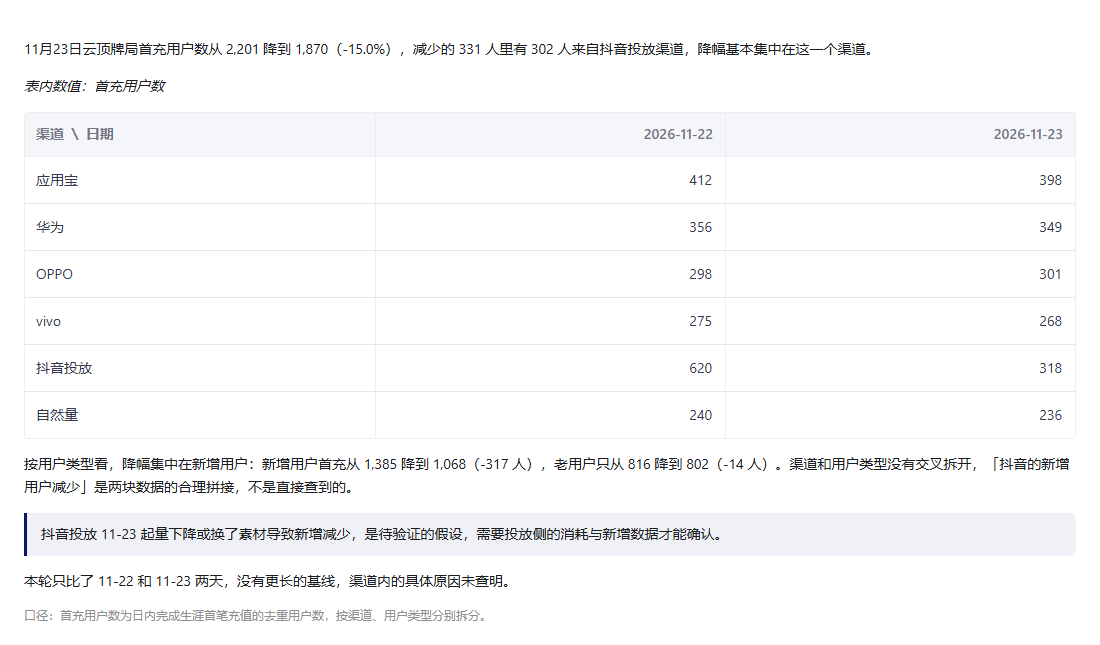 11月23日云顶牌局首充用户数从 2,201 降到 1,870（-15.0%），减少的 331 人里有 302 人来自抖音投放渠道，降幅基本集中在这一个渠道。
表内数值：首充用户数
渠道 \ 日期 2026-11-22 2026-11-23
应用宝 412 398
华为 356 349
OPPO 298 301
vivo 275 268
抖音投放 620 318
自然量 240 236
按用户类型看，降幅集中在新增用户：新增用户首充从 1,385 降到 1,068（-317 人），老用户只从 816 降到 802（-14 人）。渠道和用户类型没有交叉拆开，「抖音的新增
用户减少」是两块数据的合理拼接，不是直接查到的。
抖音投放 11-23 起量下降或换了素材导致新增减少，是待验证的假设，需要投放侧的消耗与新增数据才能确认。
本轮只比了 11-22 和 11-23 两天，没有更长的基线，渠道内的具体原因未查明。
口径：首充用户数为日内完成生涯首笔充值的去重用户数，按渠道、用户类型分别拆分。